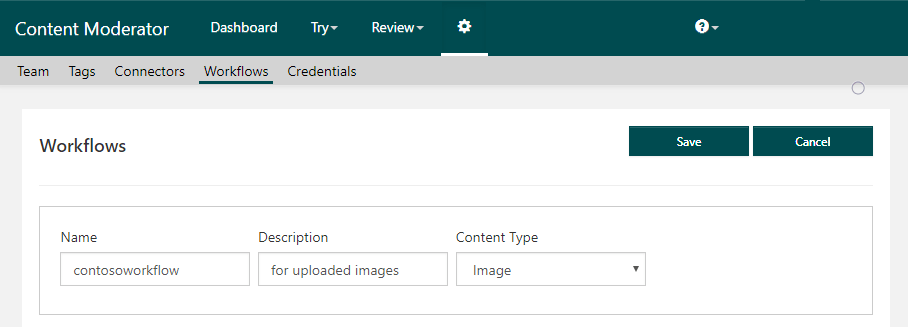 Content Moderator Dashboard Try Review
Team Tags Connectors Workflows Credentials
Workflows Save Cancel
Name Description Content Type
contosoworkflow for uploaded images Image